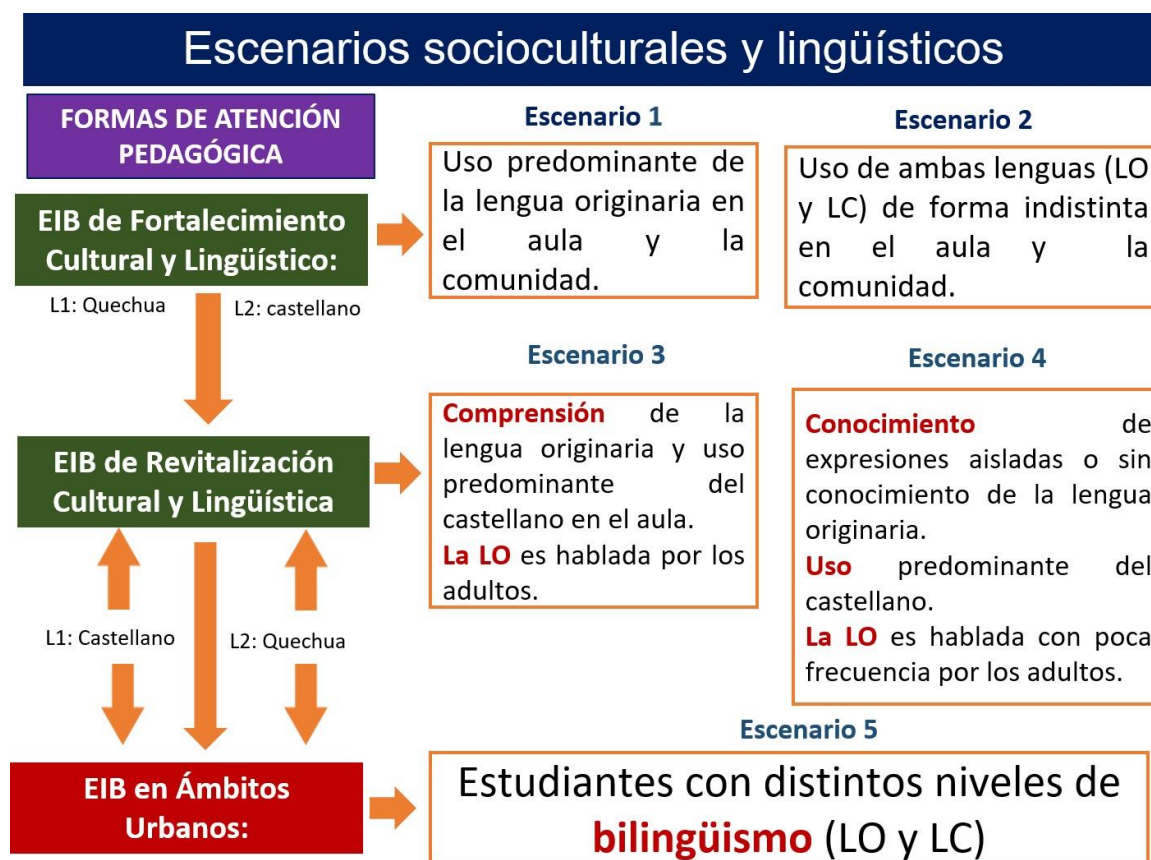 Escenarios socioculturales y lingüísticos
FORMAS DE ATENCIÓN
PEDAGÓGICA
EIB de Fortalecimiento
Cultural y Lingüístico:
L1: Quechua
L2: castellano
Escenario 1
Uso predominante de
la lengua originaria en
el aula y la
comunidad.
Escenario 2
Uso de ambas lenguas (LO
y LC) de forma indistinta
en el aula y la
comunidad.
EIB de Revitalización
Cultural y Lingüística
L1: Castellano
L2: Quechua
Escenario 3
Comprensión de la
lengua originaria y uso
predominante del
castellano en el aula.
La LO es hablada por los
adultos.
Escenario 4
Conocimiento de
expresiones aisladas o sin
conocimiento de la lengua
originaria.
Uso predominante del
castellano.
La LO es hablada con poca
frecuencia por los adultos.
EIB en Ámbitos
Urbanos:
Escenario 5
Estudiantes con distintos niveles de
bilingüismo (LO y LC)